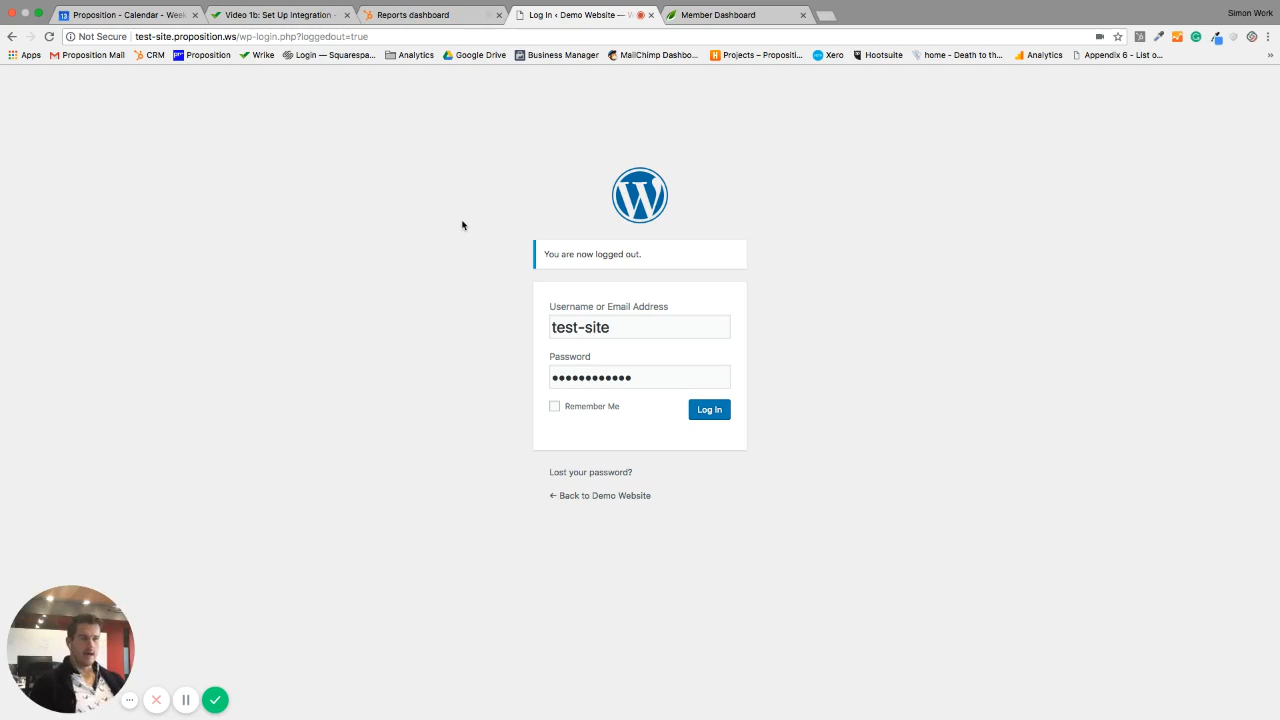 Proposition - Calendar - Week
Video 1b: Set Up Integration -
Reports dashboard
Log In ‹ Demo Website —
Member Dashboard
Simon Work
Not Secure
test-site.proposition.ws/wp-login.php?loggedout=true
Apps
Proposition Mail
CRM
Proposition
Wrike
Login — Squarespa...
Analytics
Google Drive
Business Manager
MailChimp Dashbo...
Projects – Propositi...
Xero
Hootsuite
home - Death to th...
Analytics
Appendix 6 - List o...
»
You are now logged out.
Username or Email Address
test-site
Password
••••••••••••
Remember Me
Log In
Lost your password?
← Back to Demo Website